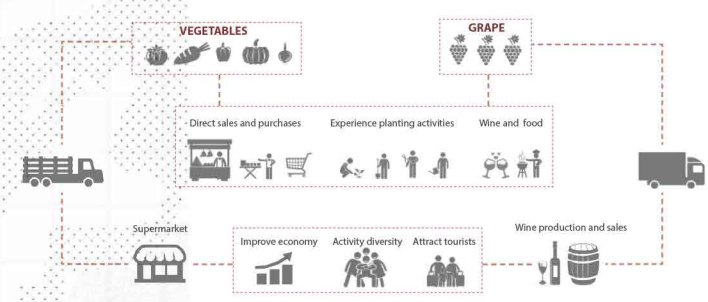 VEGETABLES
GRAPE
Direct sales and purchases
Experience planting activities
Wine and food
Supermarket
Improve economy
Activity diversity
Attract tourists
Wine production and sales